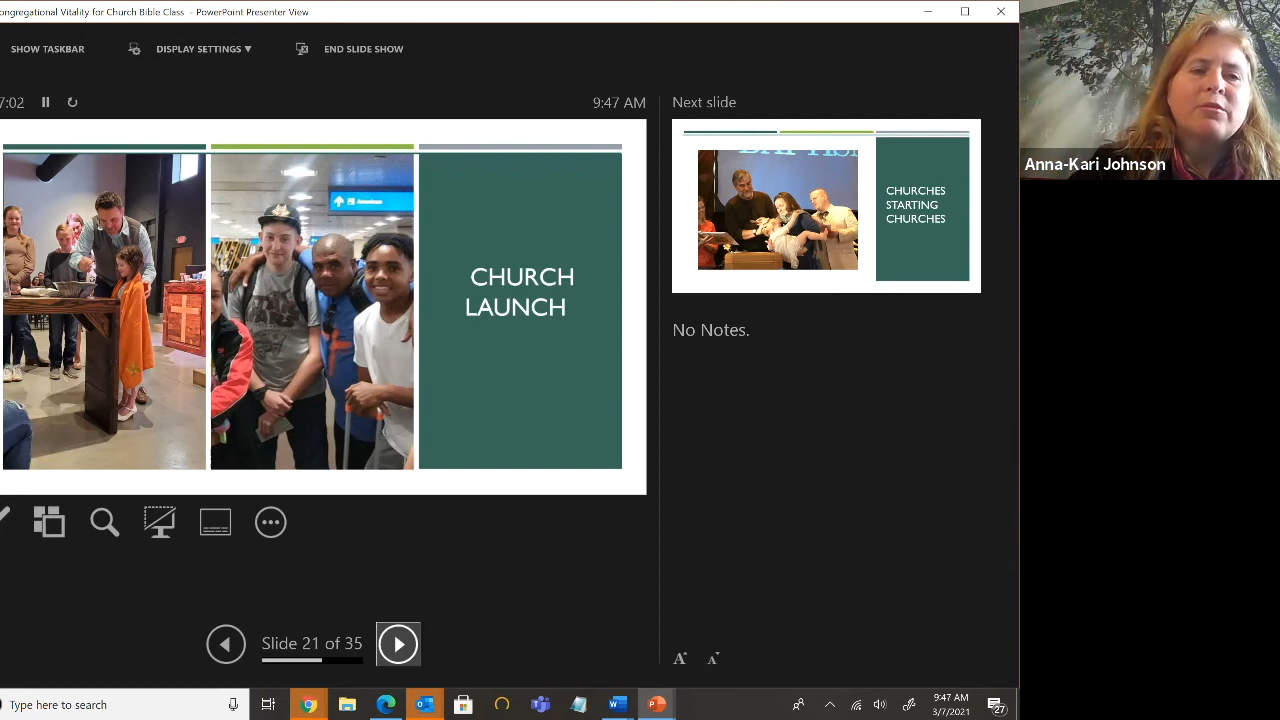 ongregational Vitality for Church Bible Class - PowerPoint Presenter View
SHOW TASKBAR
DISPLAY SETTINGS ▼
END SLIDE SHOW
7:02
9:47 AM
Next slide
CHURCH
LAUNCH
CHURCHES
STARTING
CHURCHES
No Notes.
Anna-Kari Johnson
Slide 21 of 35
A
A
Type here to search
9:47 AM
3/7/2021
27